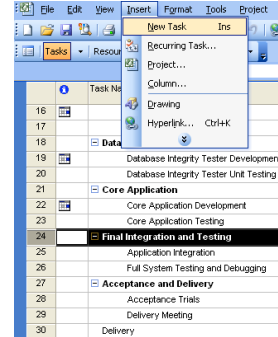 File Edit View Insert Format Tools Project
New Task Ins
Tasks Resour
Recurring Task...
Project...
Task Na
Column...
16
Drawing
17
Hyperlink... Ctrl+K
18 Data
19 Database Integrity Tester Developmen
20 Database Integrity Tester Unit Testing
21 Core Application
22 Core Application Development
23 Core Application Testing
24 Final Integration and Testing
25 Application Integration
26 Full System Testing and Debugging
27 Acceptance and Delivery
28 Acceptance Trials
29 Delivery Meeting
30 Delivery